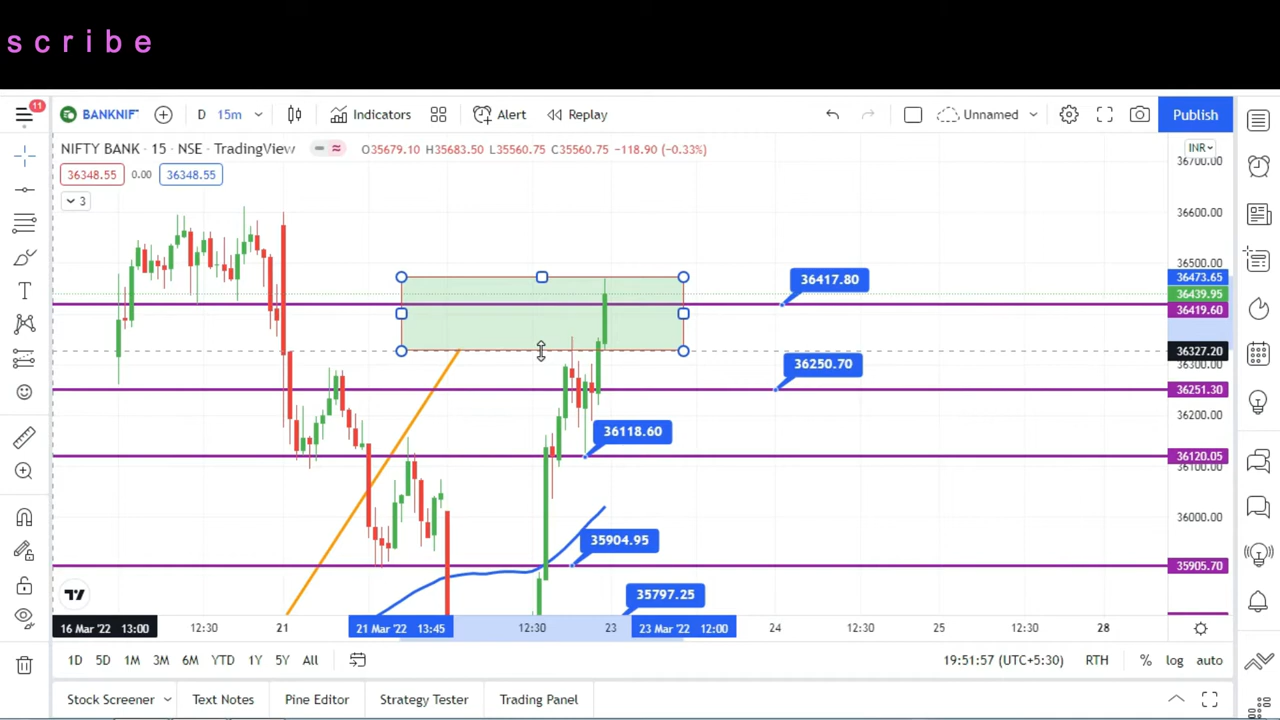 scribe
11
BANKNIF
D
15m
Indicators
Alert
Replay
Unnamed
Publish
NIFTY BANK · 15 · NSE · TradingView
O35679.10 H35683.50 L35560.75 C35560.75 −118.90 (−0.33%)
INR
36348.55
0.00
36348.55
3
36700.00
36600.00
36500.00
36473.65
36439.95
36419.60
36327.20
36300.00
36251.30
36200.00
36120.05
36100.00
36000.00
35905.70
36417.80
36250.70
36118.60
35904.95
35797.25
16 Mar '22 13:00
12:30
21
21 Mar '22 13:45
12:30
23
23 Mar '22 12:00
24
12:30
25
12:30
28
1D 5D 1M 3M 6M YTD 1Y 5Y All
19:51:57 (UTC+5:30)
RTH
%
log
auto
Stock Screener
Text Notes
Pine Editor
Strategy Tester
Trading Panel